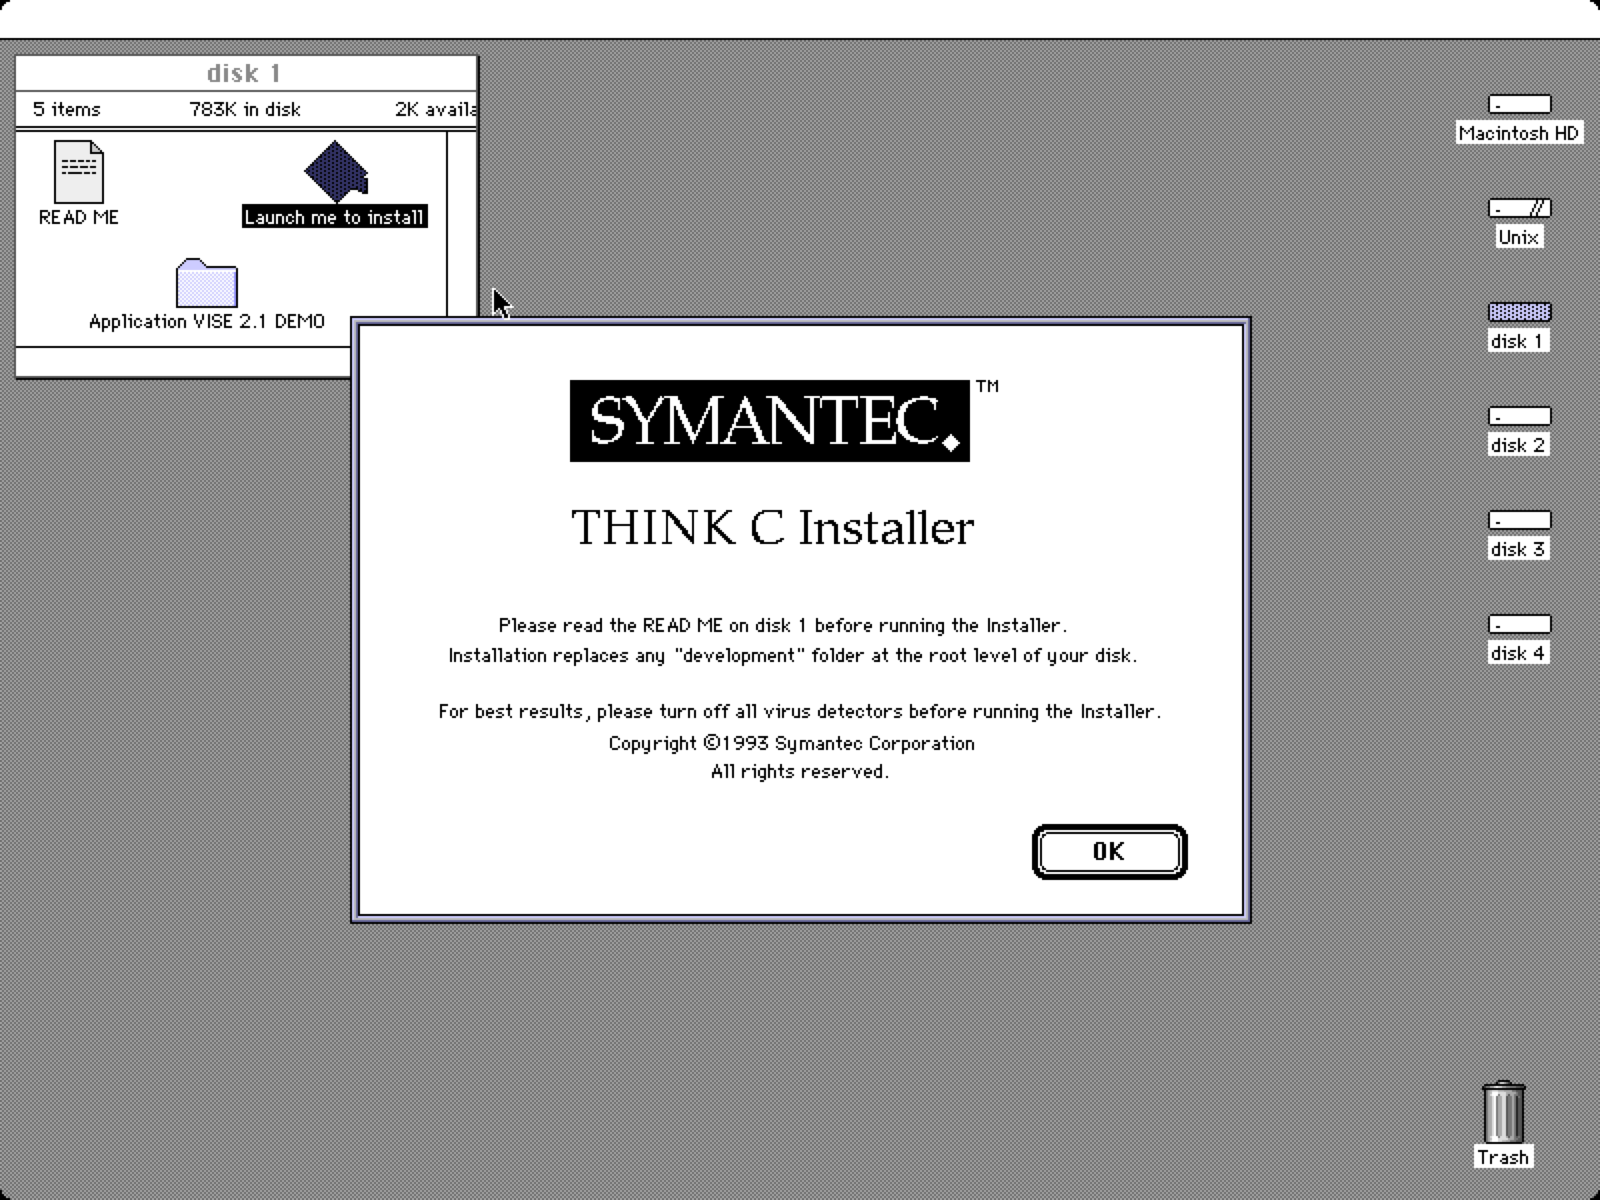 disk 1
5 items 783K in disk 2K availa
READ ME
Launch me to install
Application VISE 2.1 DEMO
SYMANTEC.™
THINK C Installer
Please read the READ ME on disk 1 before running the Installer.
Installation replaces any "development" folder at the root level of your disk.
For best results, please turn off all virus detectors before running the Installer.
Copyright ©1993 Symantec Corporation
All rights reserved.
OK
Macintosh HD
Unix
disk 1
disk 2
disk 3
disk 4
Trash